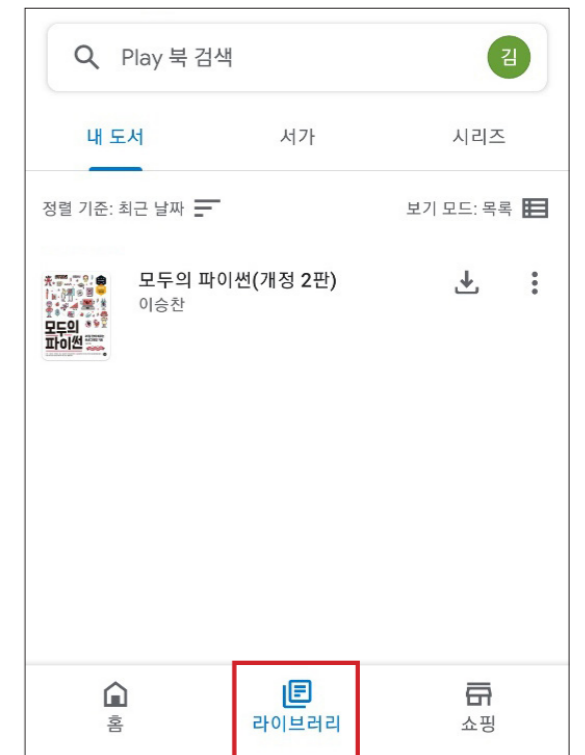 Play 북 검색
김
내 도서
서가
시리즈
정렬 기준: 최근 날짜
보기 모드: 목록
모두의 파이썬(개정 2판)
이승찬
모두의
파이썬
홈
라이브러리
쇼핑